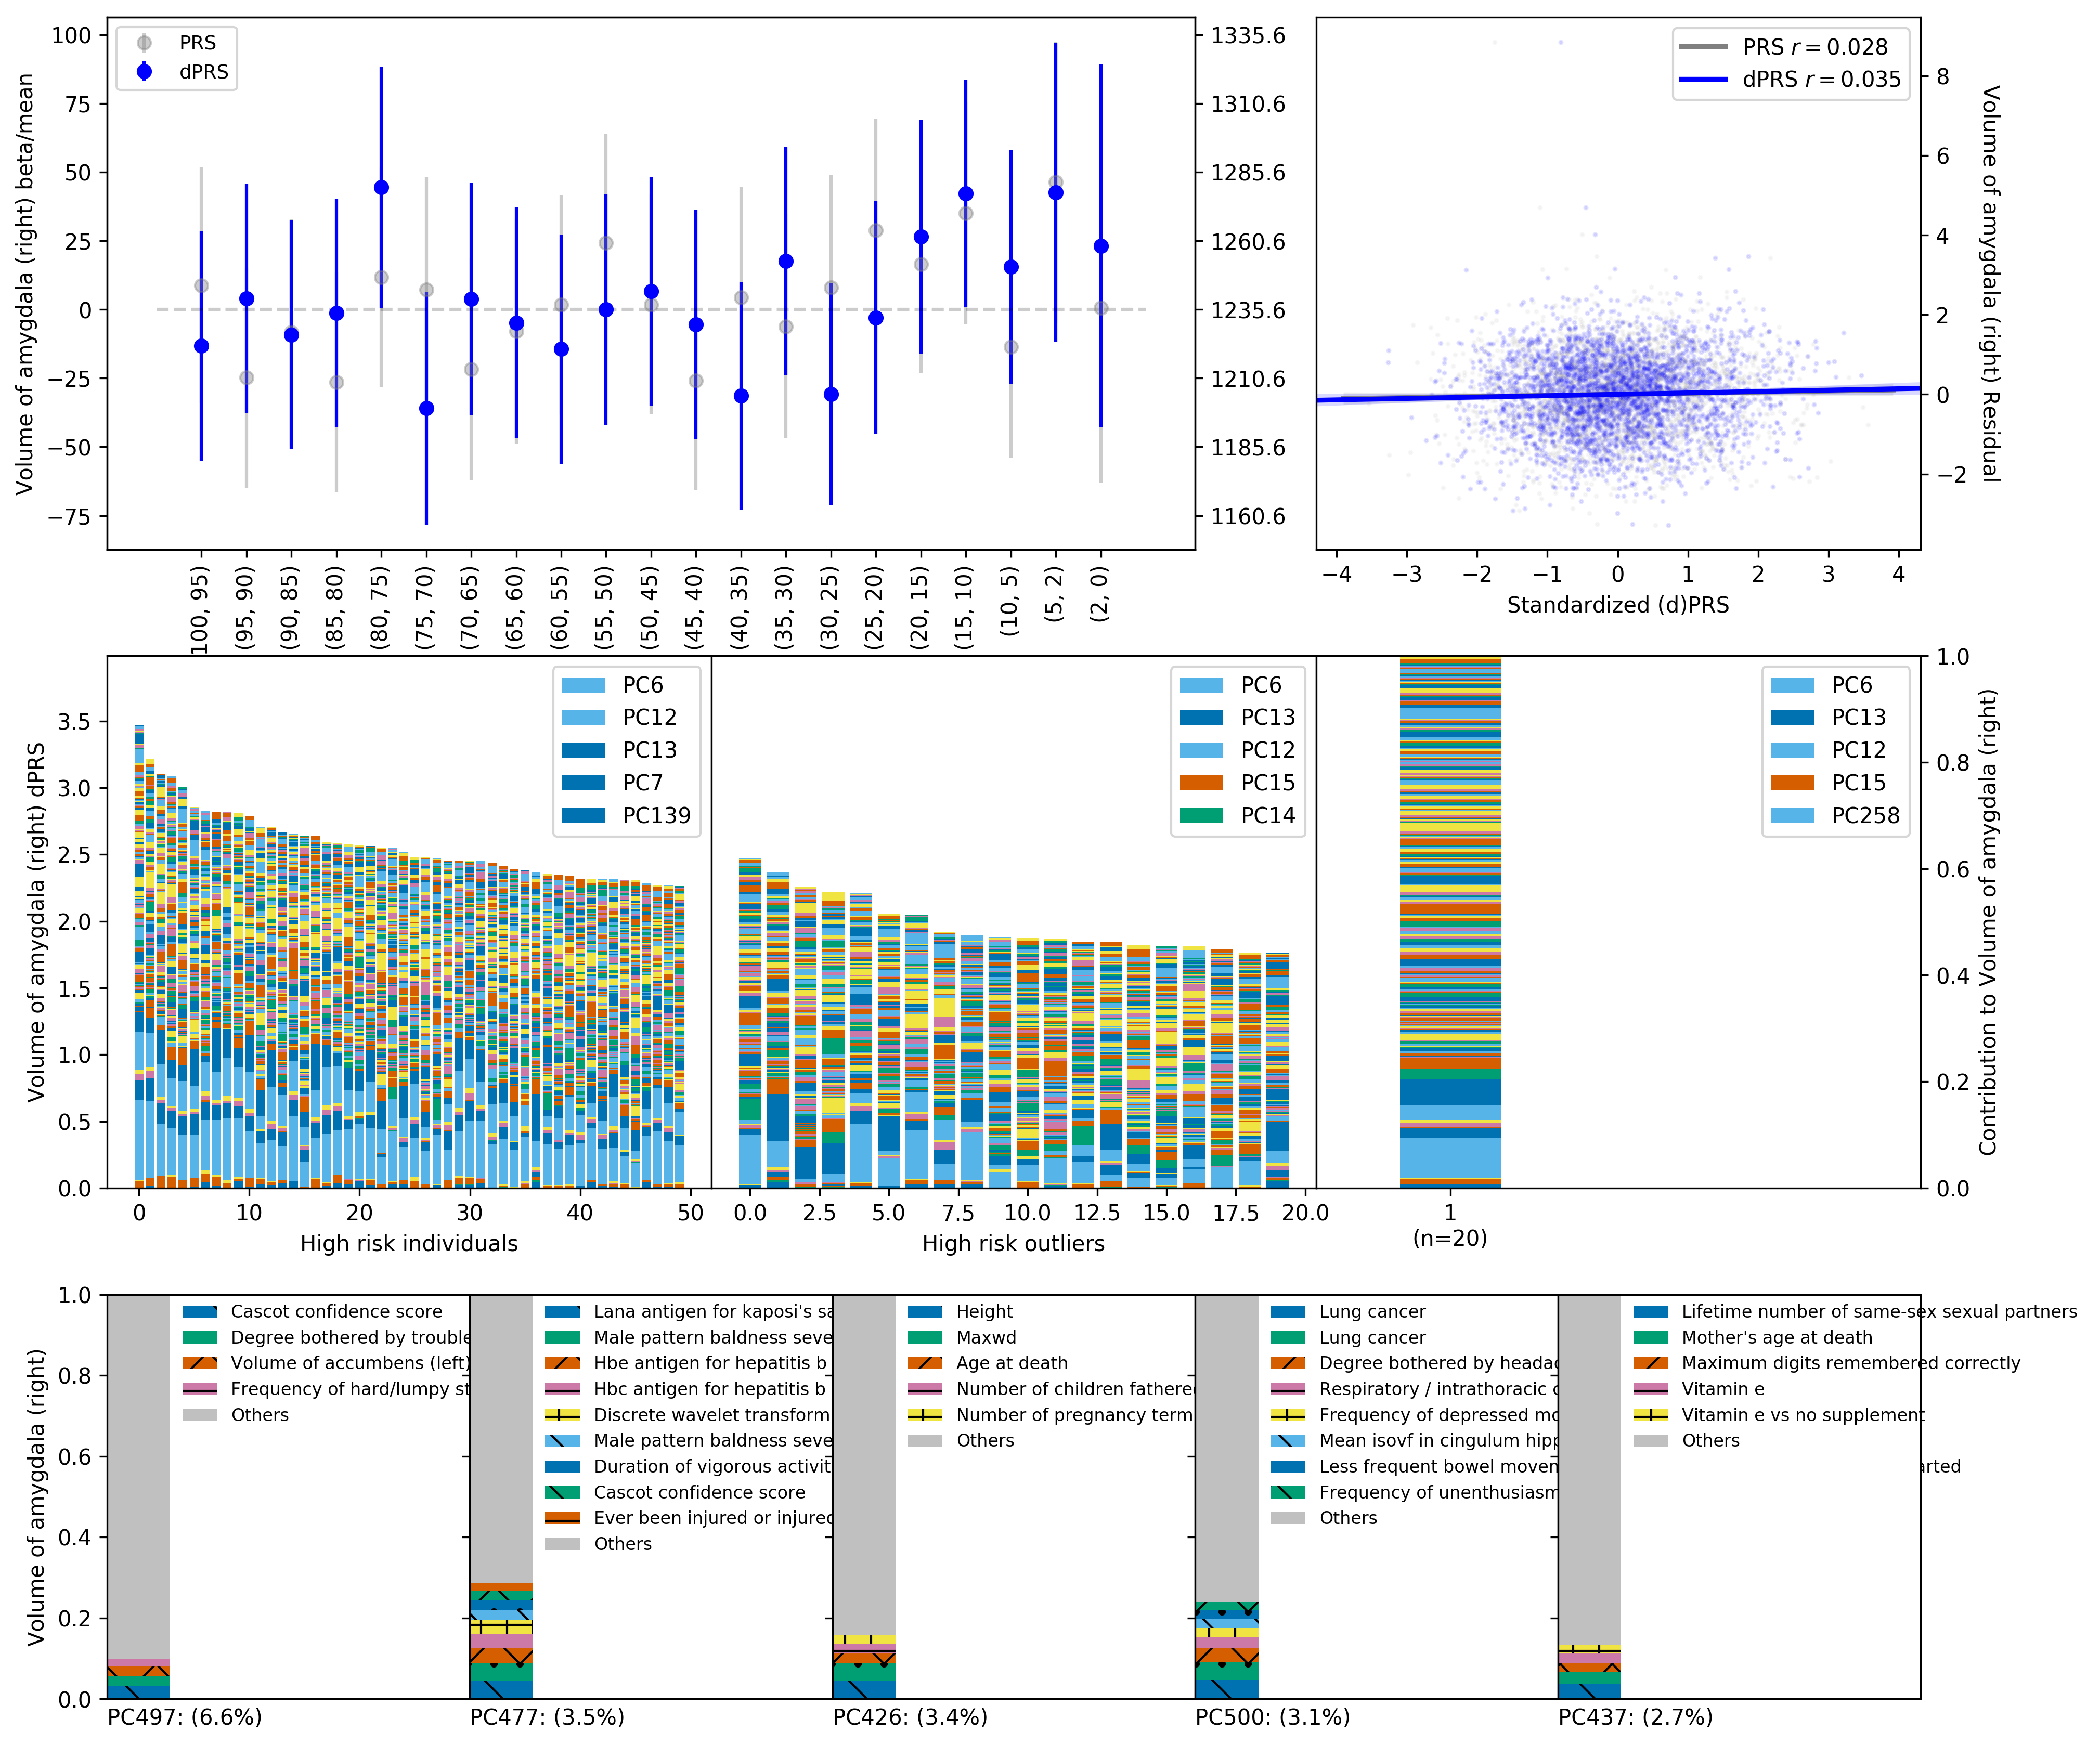 Volume of amygdala (right) beta/mean
100
75
50
25
0
−25
−50
−75
PRS
dPRS
1335.6
1310.6
1285.6
1260.6
1235.6
1210.6
1185.6
1160.6
100, 95)
(95, 90)
(90, 85)
(85, 80)
(80, 75)
(75, 70)
(70, 65)
(65, 60)
(60, 55)
(55, 50)
(50, 45)
(45, 40)
(40, 35)
(35, 30)
(30, 25)
(25, 20)
(20, 15)
(15, 10)
(10, 5)
(5, 2)
(2, 0)
PRS r = 0.028
dPRS r = 0.035
8
6
4
2
0
−2
Volume of amygdala (right) Residual
−4 −3 −2 −1 0 1 2 3 4
Standardized (d)PRS
Volume of amygdala (right) dPRS
3.5
3.0
2.5
2.0
1.5
1.0
0.5
0.0
PC6
PC12
PC13
PC7
PC139
0 10 20 30 40 50
High risk individuals
PC6
PC13
PC12
PC15
PC14
0.0 2.5 5.0 7.5 10.0 12.5 15.0 17.5 20.0
High risk outliers
PC6
PC13
PC12
PC15
PC258
1
(n=20)
1.0
0.8
0.6
0.4
0.2
0.0
Contribution to Volume of amygdala (right)
Volume of amygdala (right)
1.0
0.8
0.6
0.4
0.2
0.0
Cascot confidence score
Degree bothered by trouble
Volume of accumbens (left)
Frequency of hard/lumpy st
Others
PC497: (6.6%)
Lana antigen for kaposi's sa
Male pattern baldness seve
Hbe antigen for hepatitis b
Hbc antigen for hepatitis b
Discrete wavelet transform
Male pattern baldness seve
Duration of vigorous activit
Cascot confidence score
Ever been injured or injured
Others
PC477: (3.5%)
Height
Maxwd
Age at death
Number of children fathere
Number of pregnancy term
Others
PC426: (3.4%)
Lung cancer
Lung cancer
Degree bothered by headac
Respiratory / intrathoracic
Frequency of depressed mo
Mean isovf in cingulum hipp
Less frequent bowel moven
arted
Frequency of unenthusiasm
Others
PC500: (3.1%)
Lifetime number of same-sex sexual partners
Mother's age at death
Maximum digits remembered correctly
Vitamin e
Vitamin e vs no supplement
Others
PC437: (2.7%)